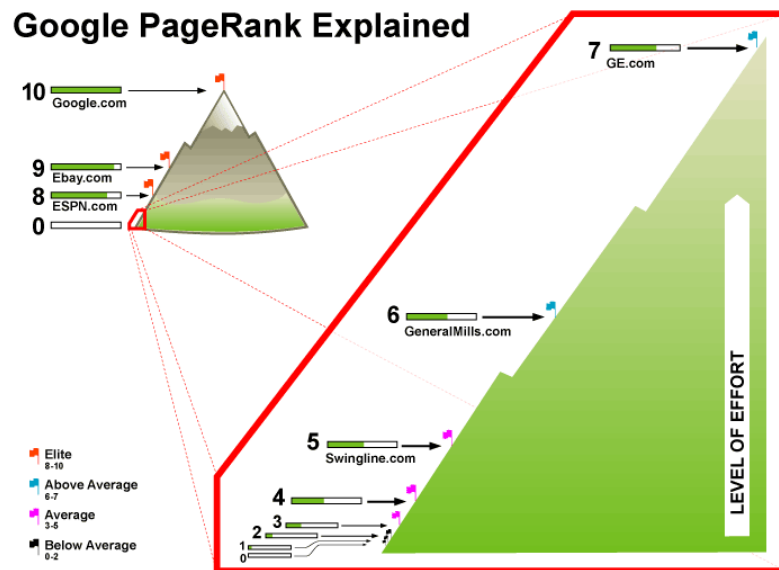 Google PageRank Explained
10
Google.com
9
Ebay.com
8
ESPN.com
0
7
GE.com
6
GeneralMills.com
5
Swingline.com
4
3
2
1
0
LEVEL OF EFFORT
Elite
8-10
Above Average
6-7
Average
3-5
Below Average
0-2